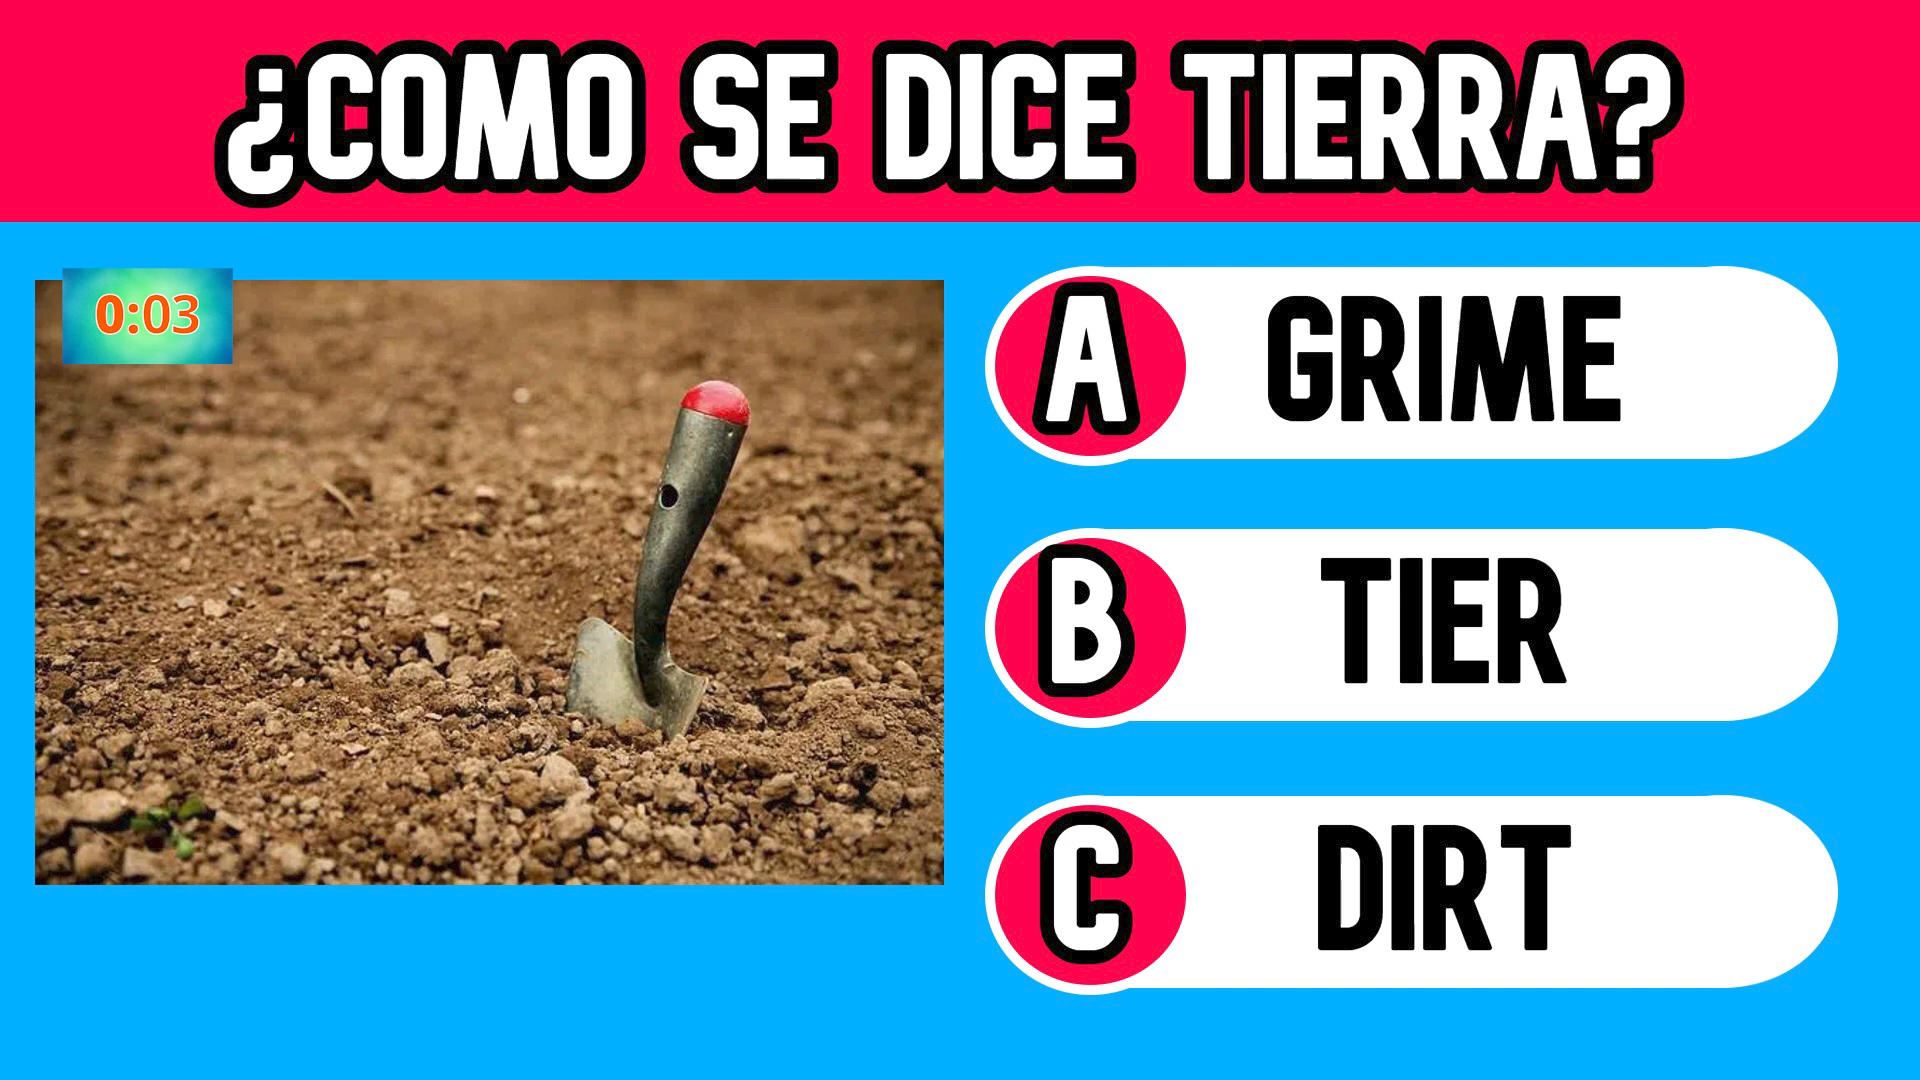 ¿COMO SE DICE TIERRA?
0:03
A GRIME
B TIER
C DIRT